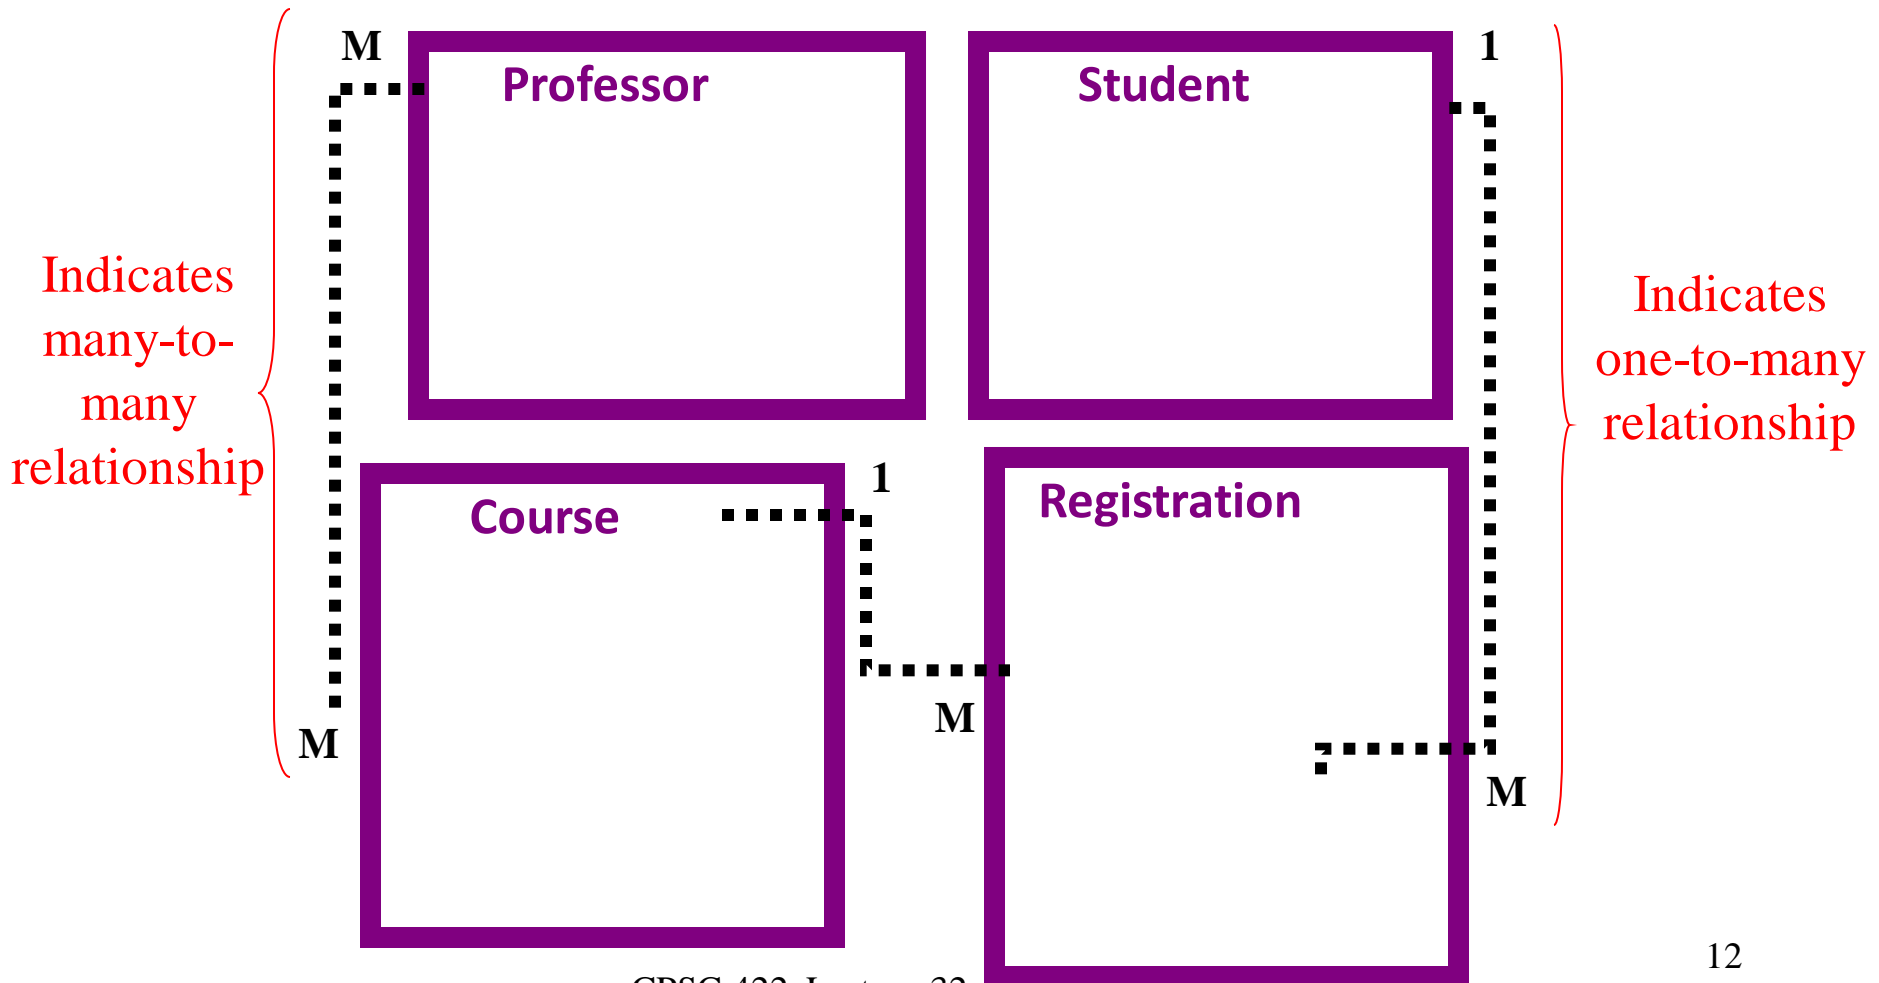 M
Professor
Student
1
Indicates
many-to-
many
relationship
Indicates
one-to-many
relationship
Course
1
Registration
M
M
M
12